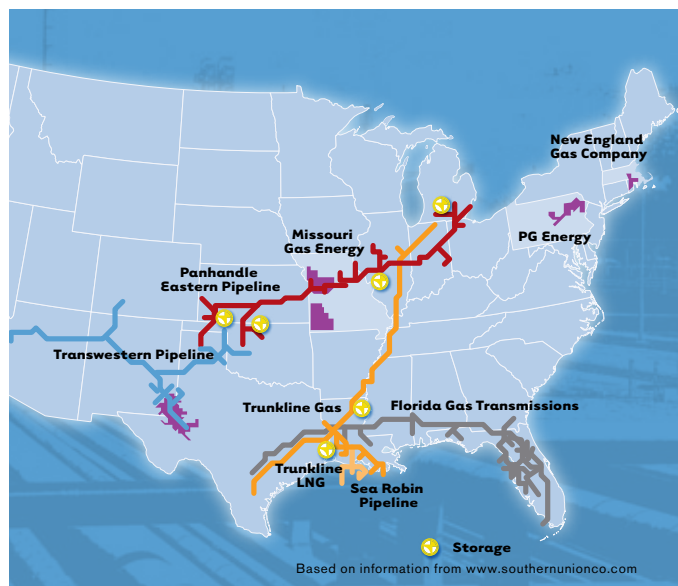 New England
Gas Company
PG Energy
Missouri
Gas Energy
Panhandle
Eastern Pipeline
Transwestern Pipeline
Trunkline Gas
Florida Gas Transmissions
Trunkline
LNG
Sea Robin
Pipeline
Storage
Based on information from www.southernunionco.com